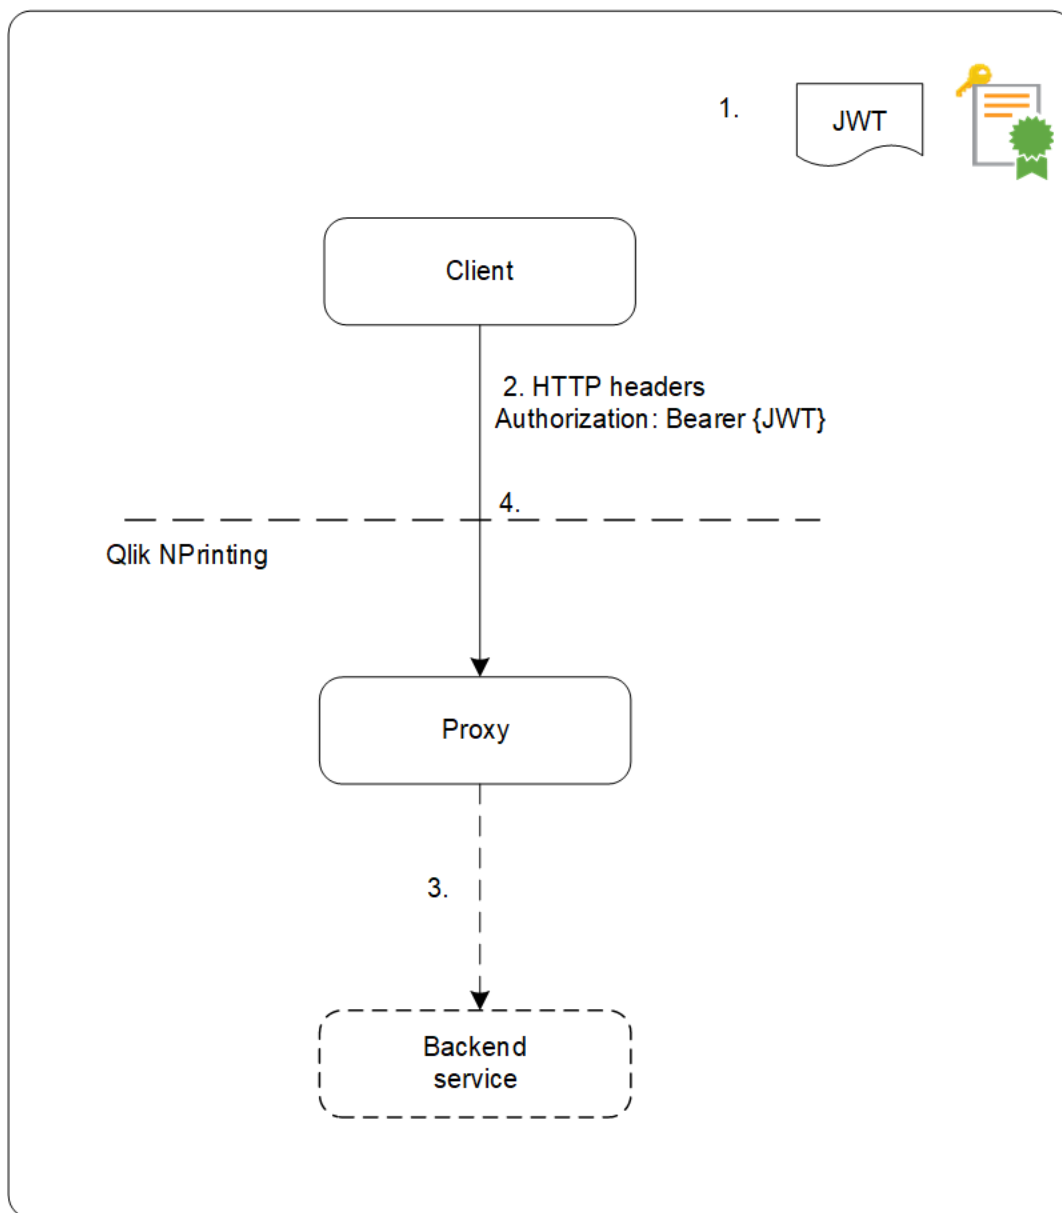 1.
JWT
Client
2. HTTP headers
Authorization: Bearer {JWT}
4.
Qlik NPrinting
Proxy
3.
Backend
service